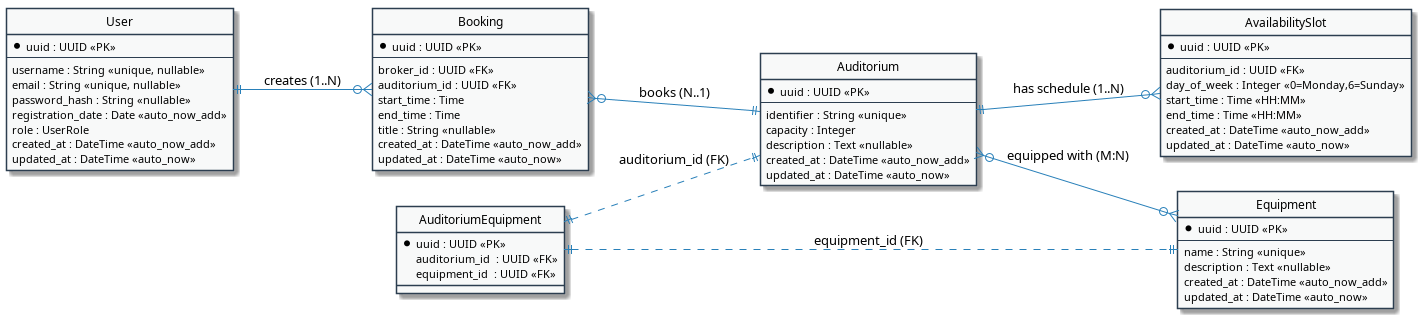 User
uuid : UUID «PK»
username : String «unique, nullable»
email : String «unique, nullable»
password_hash : String «nullable»
registration_date : Date «auto_now_add»
role : UserRole
created_at : DateTime «auto_now_add»
updated_at : DateTime «auto_now»
creates (1..N)
Booking
uuid : UUID «PK»
broker_id : UUID «FK»
auditorium_id : UUID «FK»
start_time : Time
end_time : Time
title : String «nullable»
created_at : DateTime «auto_now_add»
updated_at : DateTime «auto_now»
books (N..1)
auditorium_id (FK)
AuditoriumEquipment
uuid : UUID «PK»
auditorium_id : UUID «FK»
equipment_id : UUID «FK»
equipment_id (FK)
Auditorium
uuid : UUID «PK»
identifier : String «unique»
capacity : Integer
description : Text «nullable»
created_at : DateTime «auto_now_add»
updated_at : DateTime «auto_now»
has schedule (1..N)
equipped with (M:N)
AvailabilitySlot
uuid : UUID «PK»
auditorium_id : UUID «FK»
day_of_week : Integer «0=Monday,6=Sunday»
start_time : Time «HH:MM»
end_time : Time «HH:MM»
created_at : DateTime «auto_now_add»
updated_at : DateTime «auto_now»
Equipment
uuid : UUID «PK»
name : String «unique»
description : Text «nullable»
created_at : DateTime «auto_now_add»
updated_at : DateTime «auto_now»